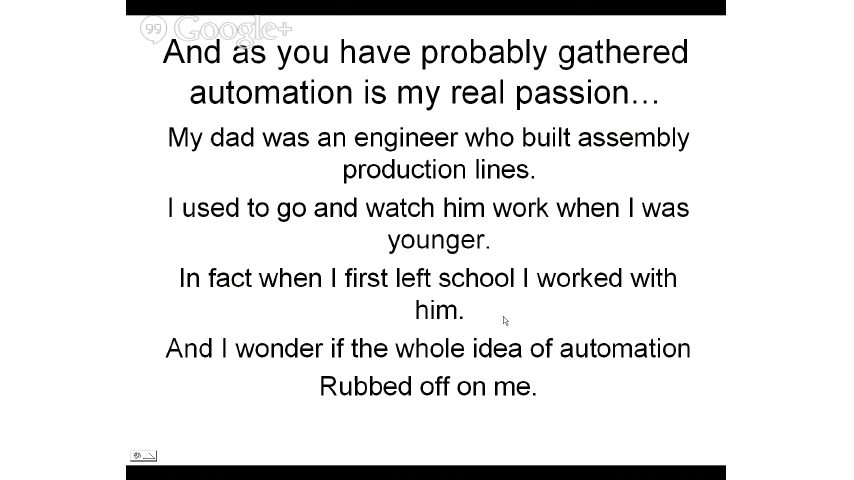 Google+
And as you have probably gathered
automation is my real passion…
My dad was an engineer who built assembly
production lines.
I used to go and watch him work when I was
younger.
In fact when I first left school I worked with
him.
And I wonder if the whole idea of automation
Rubbed off on me.